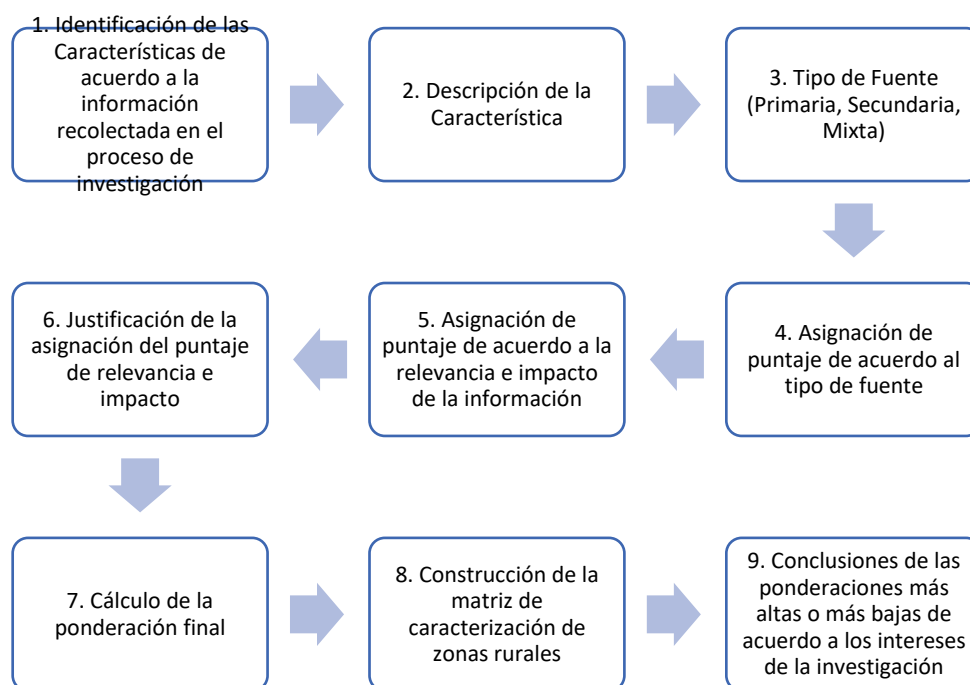 1. Identificación de las
Características de
acuerdo a la
información
recolectada en el
proceso de
investigación
2. Descripción de la
Característica
3. Tipo de Fuente
(Primaria, Secundaria,
Mixta)
4. Asignación de
puntaje de acuerdo al
tipo de fuente
5. Asignación de
puntaje de acuerdo a la
relevancia e impacto
de la información
6. Justificación de la
asignación del puntaje
de relevancia e
impacto
7. Cálculo de la
ponderación final
8. Construcción de la
matriz de
caracterización de
zonas rurales
9. Conclusiones de las
ponderaciones más
altas o más bajas de
acuerdo a los intereses
de la investigación